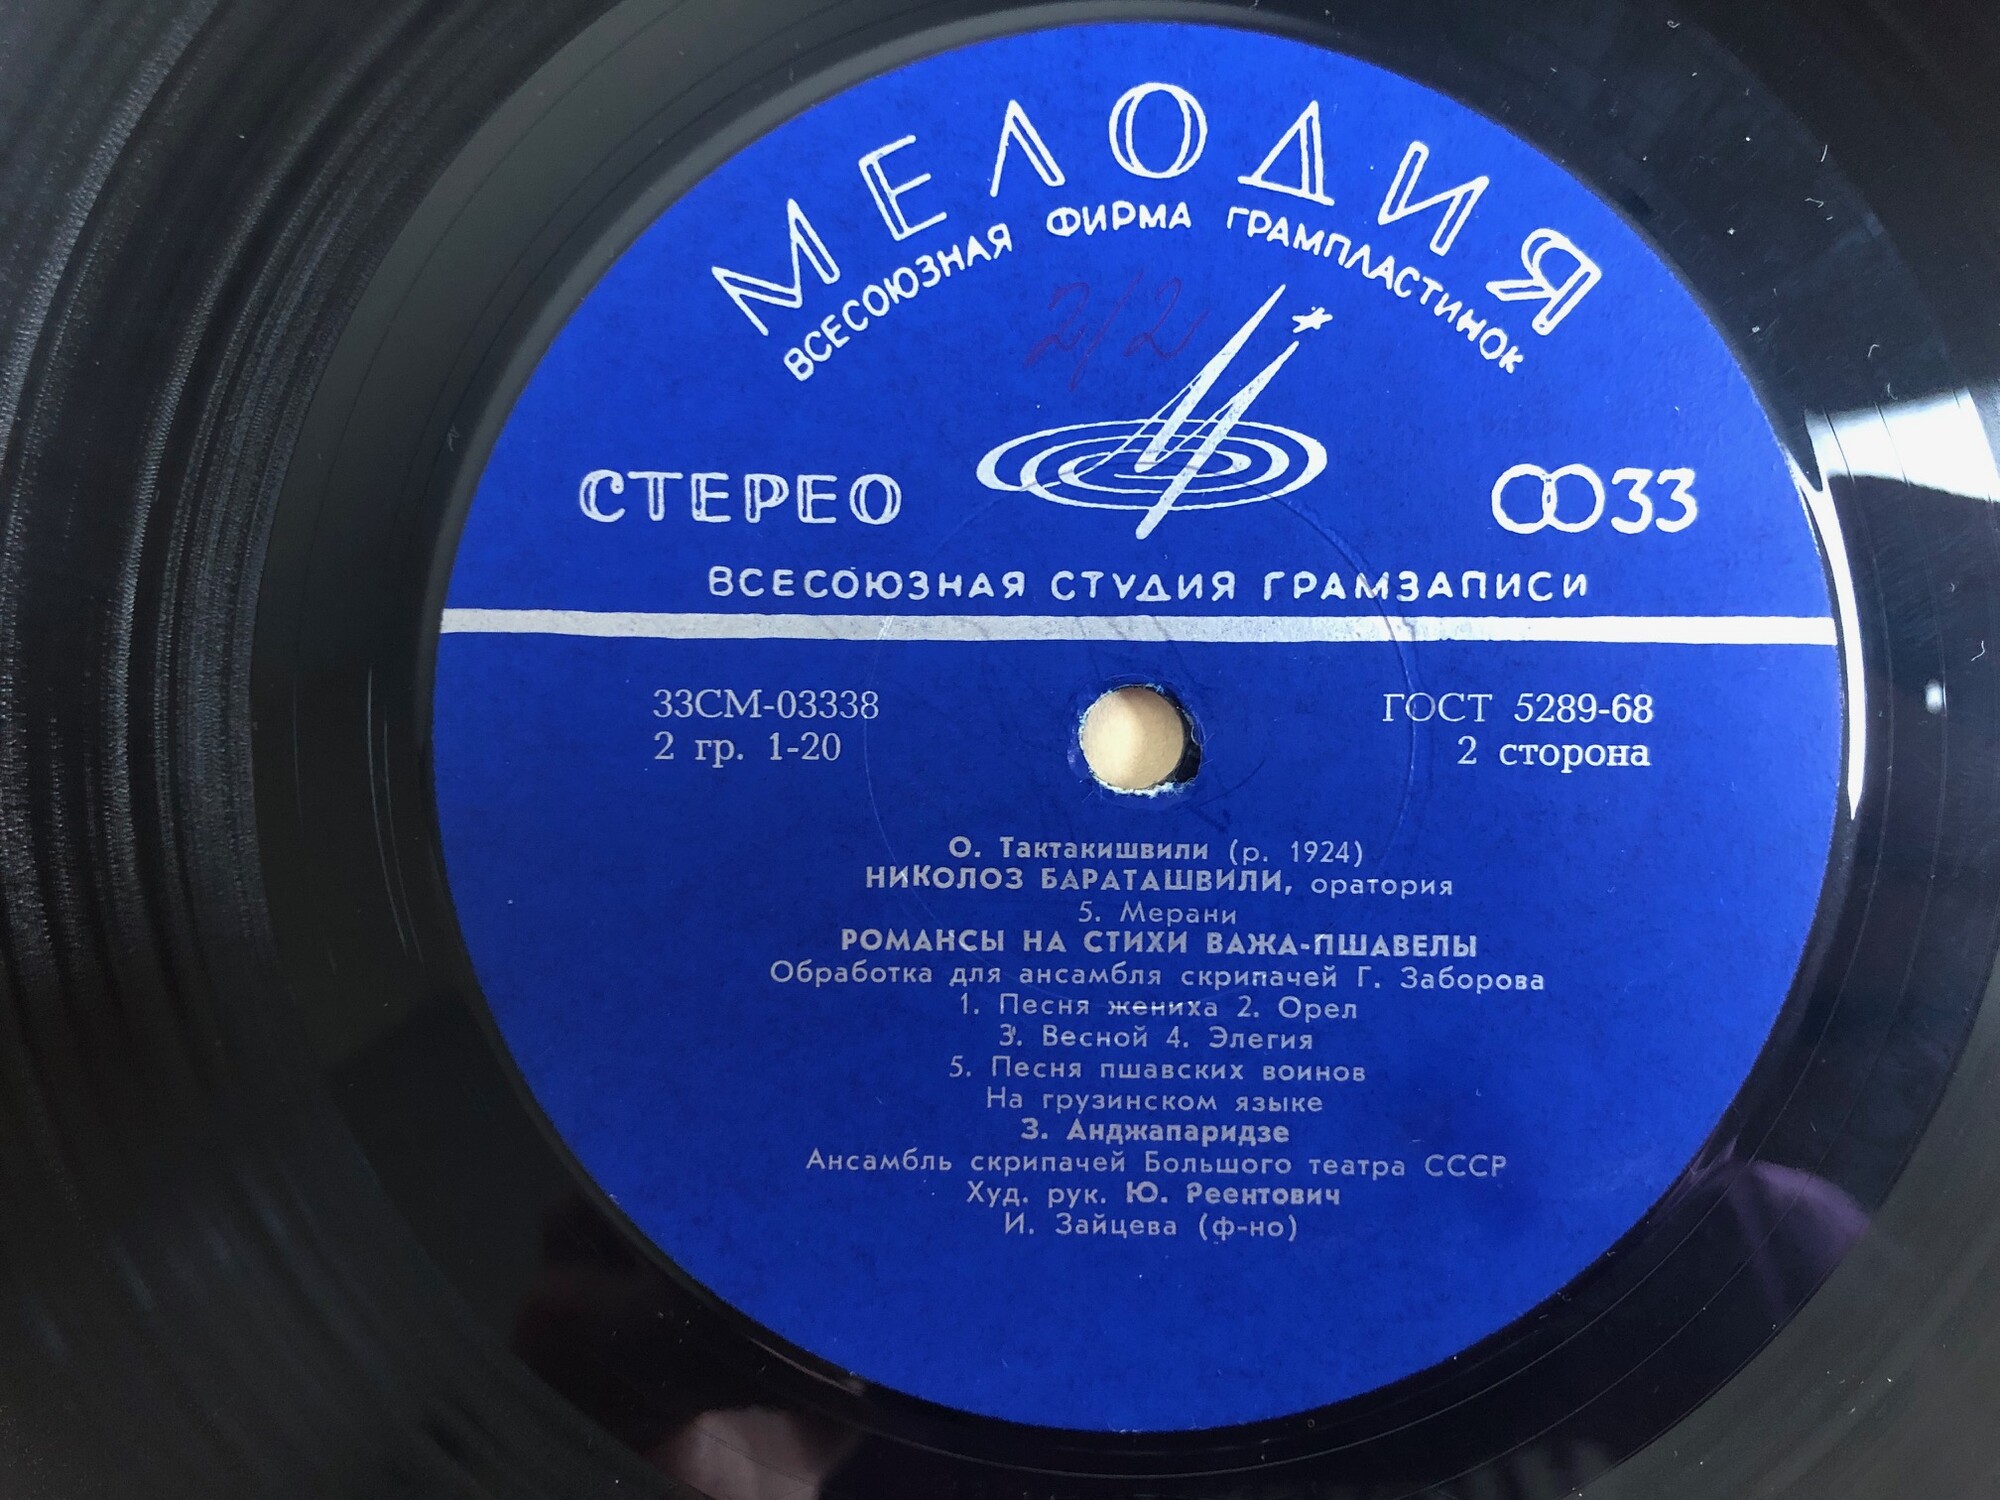 МЕЛОДИЯ
ВСЕСОЮЗНАЯ ФИРМА ГРАМПЛАСТИНОК
2/2
СТЕРЕО
33
ВСЕСОЮЗНАЯ СТУДИЯ ГРАМЗАПИСИ
33СМ-03338
ГОСТ 5289-68
2 гр. 1-20
2 сторона
О. Тактакишвили (р. 1924)
НИКОЛОЗ БАРАТАШВИЛИ, оратория
5. Мерани
РОМАНСЫ НА СТИХИ ВАЖА-ПШАВЕЛЫ
Обработка для ансамбля скрипачей Г. Заборова
1. Песня жениха 2. Орел
3. Весной 4. Элегия
5. Песня пшавских воинов
На грузинском языке
З. Анджапаридзе
Ансамбль скрипачей Большого театра СССР
Худ. рук. Ю. Реентович
И. Зайцева (ф-но)